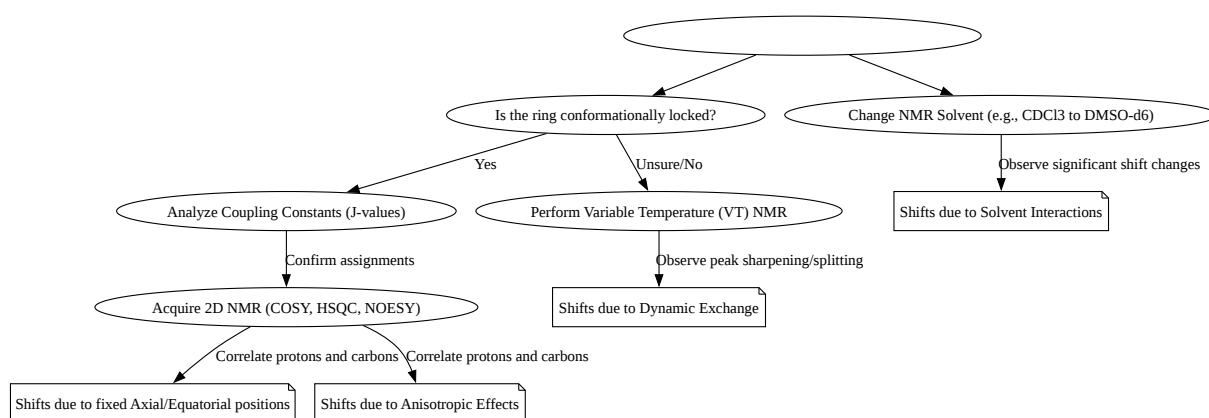 Is the ring conformationally locked?
Change NMR Solvent (e.g., CDCl3 to DMSO-d6)
Yes
Unsure/No
Observe significant shift changes
Analyze Coupling Constants (J-values)
Perform Variable Temperature (VT) NMR
Shifts due to Solvent Interactions
Confirm assignments
Observe peak sharpening/splitting
Acquire 2D NMR (COSY, HSQC, NOESY)
Shifts due to Dynamic Exchange
Correlate protons and carbons
Correlate protons and carbons
Shifts due to fixed Axial/Equatorial positions
Shifts due to Anisotropic Effects